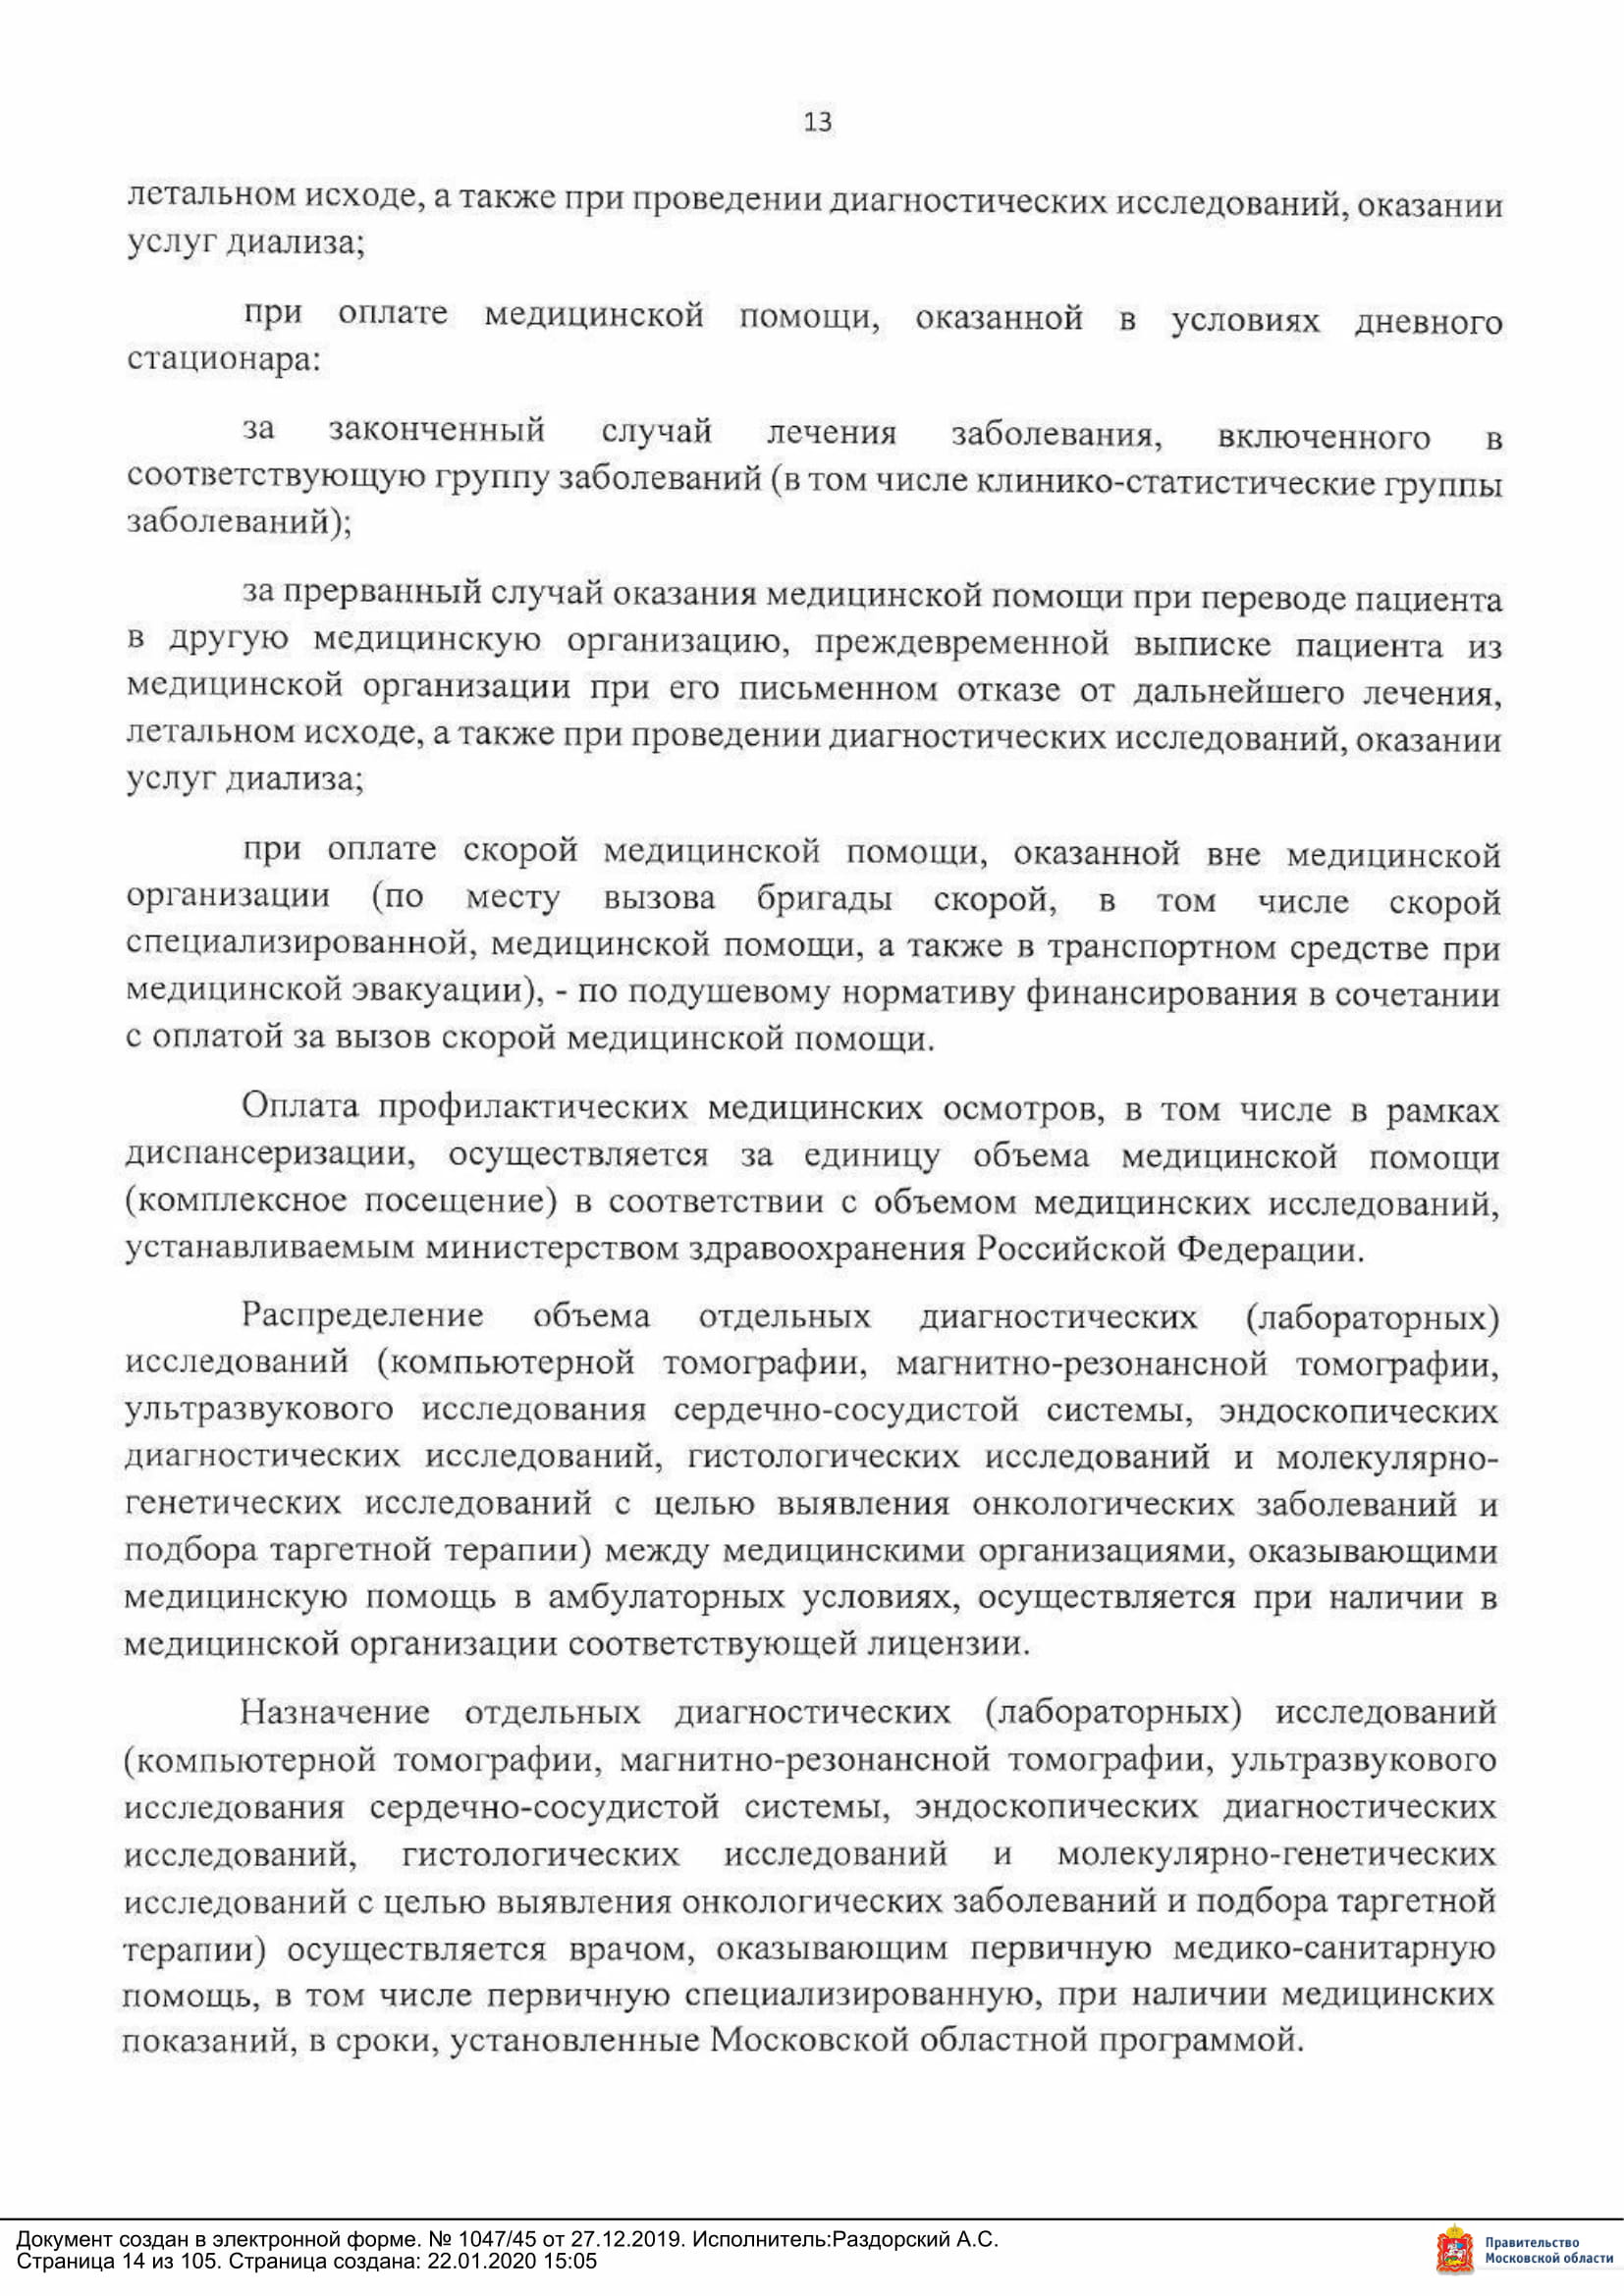 13
летальном исходе, а также при проведении диагностических исследований, оказании
услуг диализа;
при оплате медицинской помощи, оказанной в условиях дневного
стационара:
за законченный случай лечения заболевания, включенного в
соответствующую группу заболеваний (в том числе клинико-статистические группы
заболеваний);
за прерванный случай оказания медицинской помощи при переводе пациента
в другую медицинскую организацию, преждевременной выписке пациента из
медицинской организации при его письменном отказе от дальнейшего лечения,
летальном исходе, а также при проведении диагностических исследований, оказании
услуг диализа;
при оплате скорой медицинской помощи, оказанной вне медицинской
организации (по месту вызова бригады скорой, в том числе скорой
специализированной, медицинской помощи, а также в транспортном средстве при
медицинской эвакуации), - по подушевому нормативу финансирования в сочетании
с оплатой за вызов скорой медицинской помощи.
Оплата профилактических медицинских осмотров, в том числе в рамках
диспансеризации, осуществляется за единицу объема медицинской помощи
(комплексное посещение) в соответствии с объемом медицинских исследований,
устанавливаемым министерством здравоохранения Российской Федерации.
Распределение объема отдельных диагностических (лабораторных)
исследований (компьютерной томографии, магнитно-резонансной томографии,
ультразвукового исследования сердечно-сосудистой системы, эндоскопических
диагностических исследований, гистологических исследований и молекулярно-
генетических исследований с целью выявления онкологических заболеваний и
подбора таргетной терапии) между медицинскими организациями, оказывающими
медицинскую помощь в амбулаторных условиях, осуществляется при наличии в
медицинской организации соответствующей лицензии.
Назначение отдельных диагностических (лабораторных) исследований
(компьютерной томографии, магнитно-резонансной томографии, ультразвукового
исследования сердечно-сосудистой системы, эндоскопических диагностических
исследований, гистологических исследований и молекулярно-генетических
исследований с целью выявления онкологических заболеваний и подбора таргетной
терапии) осуществляется врачом, оказывающим первичную медико-санитарную
помощь, в том числе первичную специализированную, при наличии медицинских
показаний, в сроки, установленные Московской областной программой.
Документ создан в электронной форме. № 1047/45 от 27.12.2019. Исполнитель:Раздорский А.С.
Страница 14 из 105. Страница создана: 22.01.2020 15:05
Правительство
Московской области